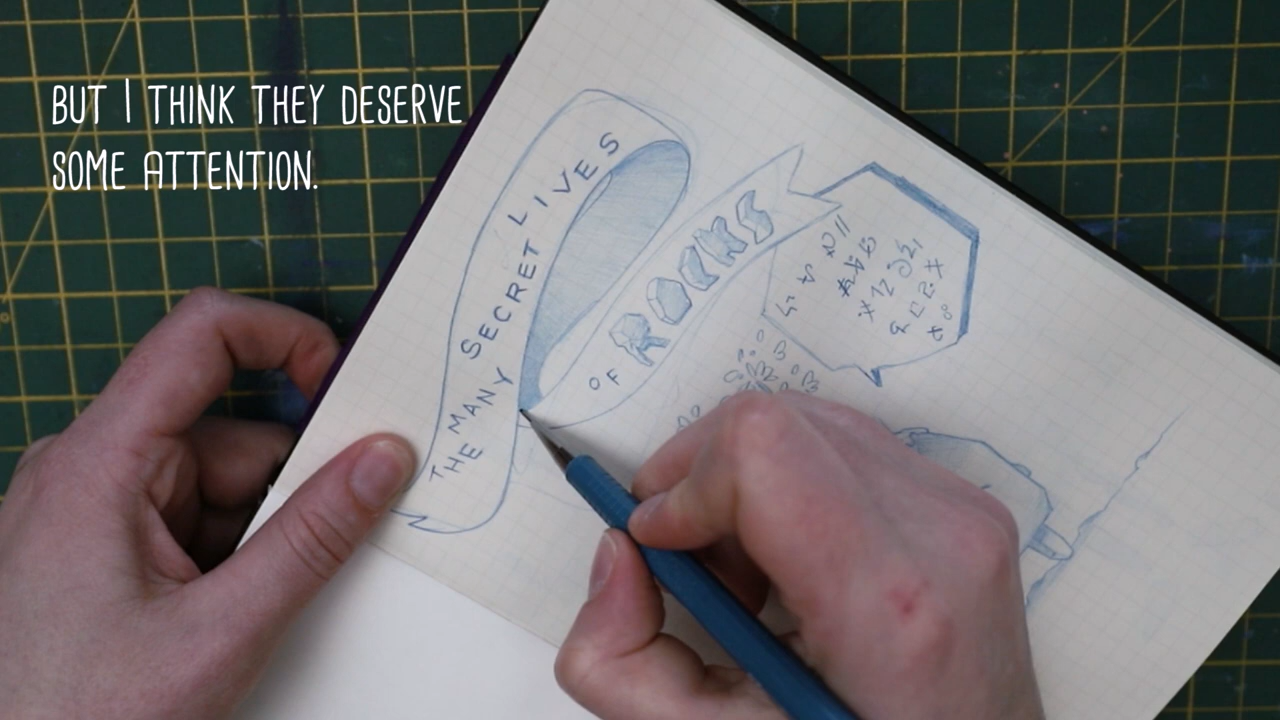 BUT I THINK THEY DESERVE
SOME ATTENTION.
THE MANY SECRET LIVES
OF ROCKS